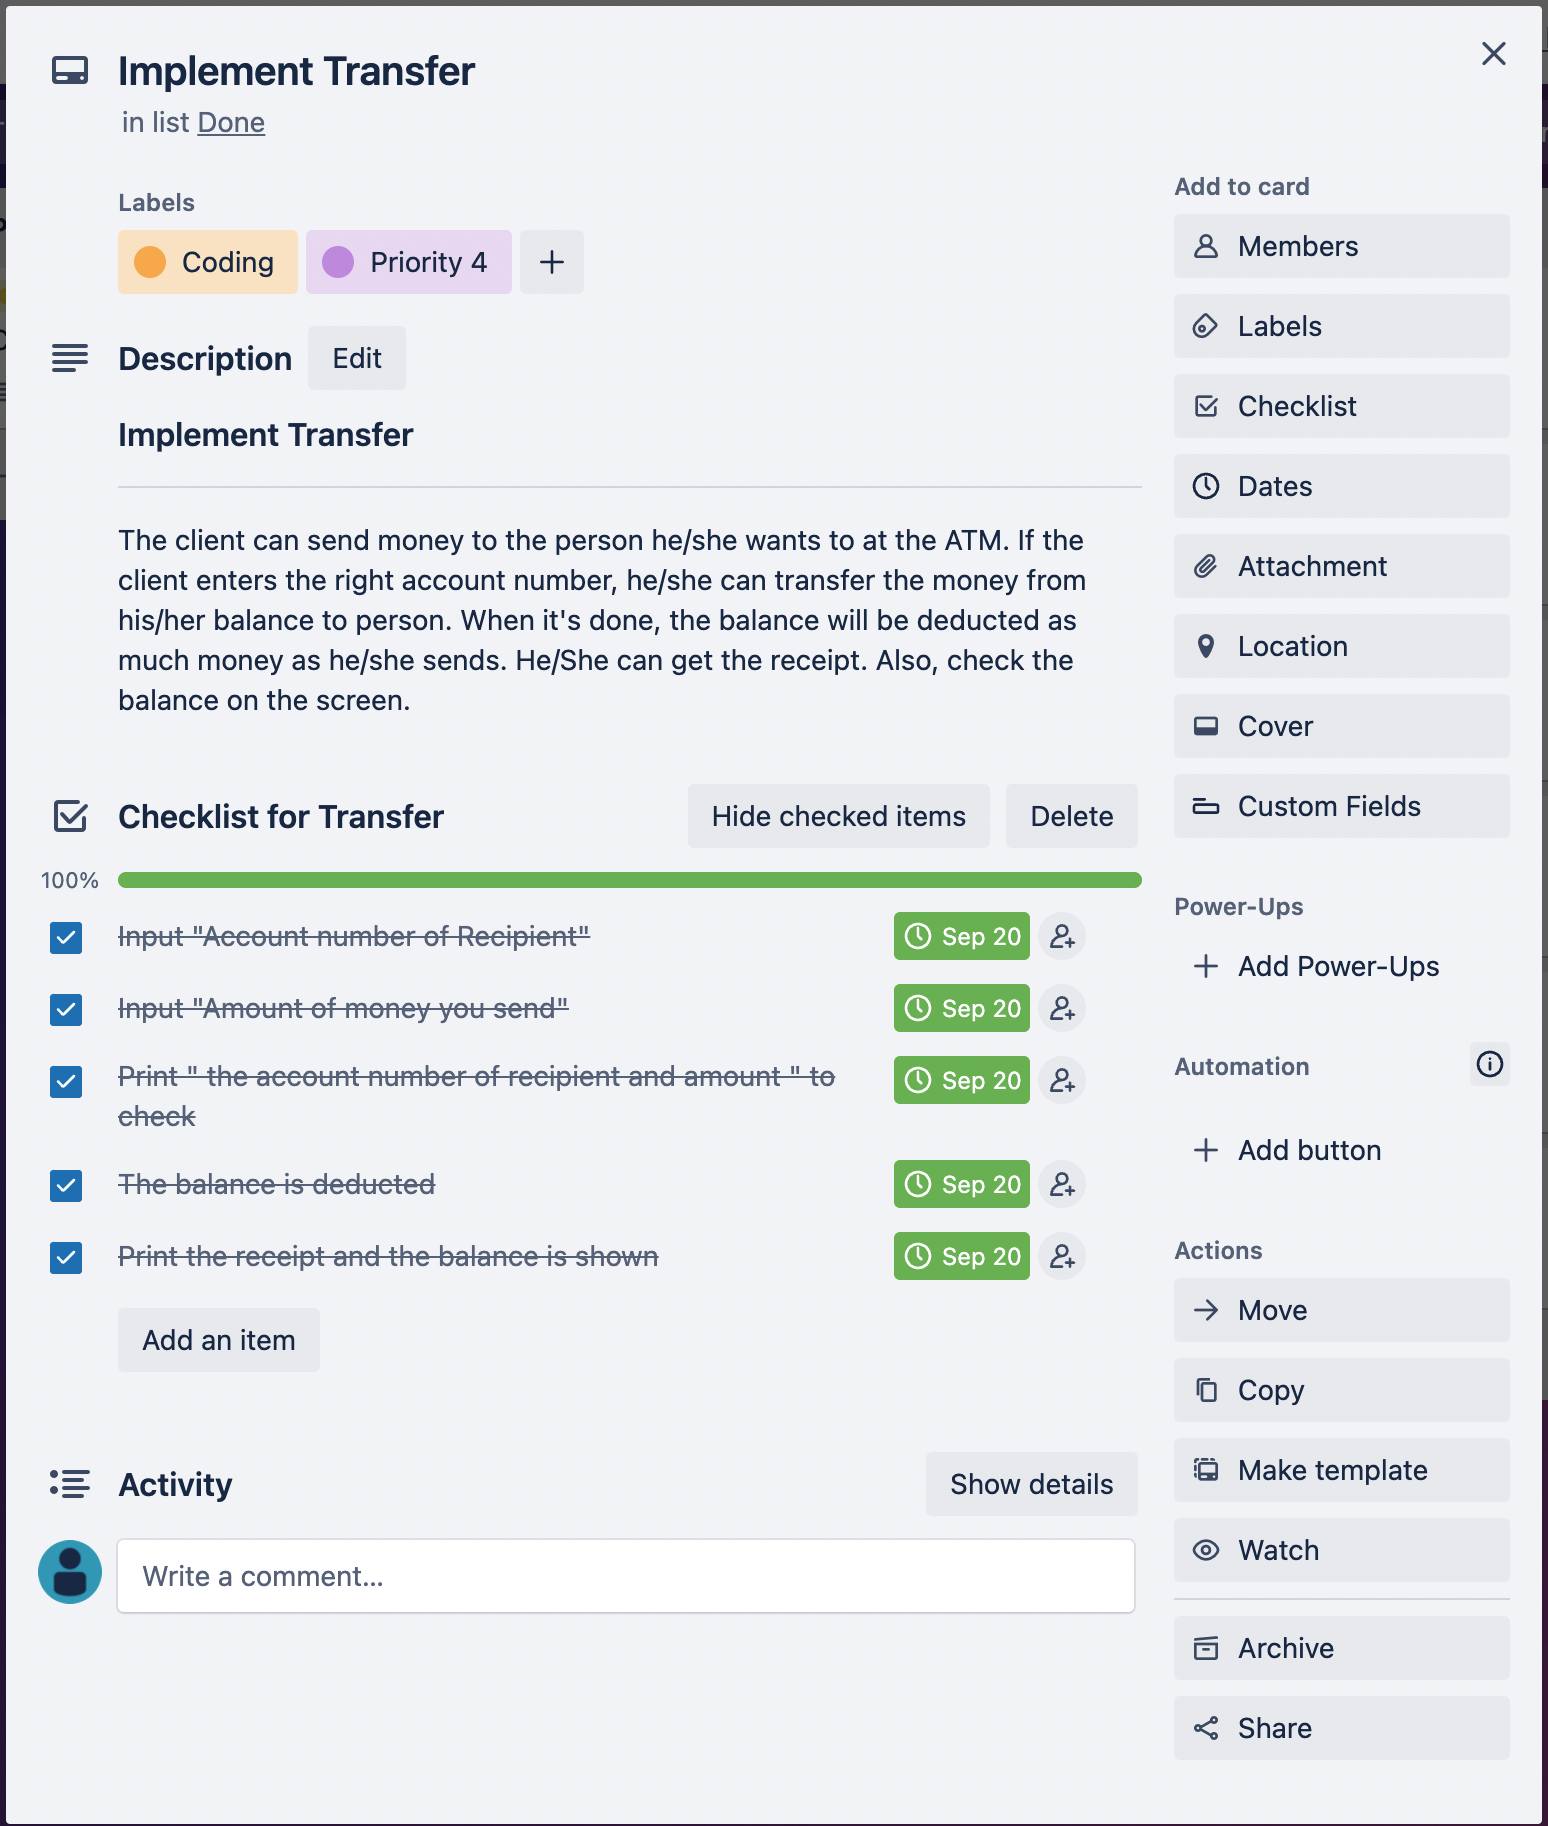 Implement Transfer
in list Done
Labels
Coding
Priority 4
Description
Edit
Implement Transfer
The client can send money to the person he/she wants to at the ATM. If the
client enters the right account number, he/she can transfer the money from
his/her balance to person. When it's done, the balance will be deducted as
much money as he/she sends. He/She can get the receipt. Also, check the
balance on the screen.
Checklist for Transfer
Hide checked items
Delete
100%
Input "Account number of Recipient"
Sep 20
Input "Amount of money you send"
Sep 20
Print " the account number of recipient and amount " to
check
Sep 20
The balance is deducted
Sep 20
Print the receipt and the balance is shown
Sep 20
Add an item
Activity
Show details
Write a comment...
Add to card
Members
Labels
Checklist
Dates
Attachment
Location
Cover
Custom Fields
Power-Ups
Add Power-Ups
Automation
Add button
Actions
Move
Copy
Make template
Watch
Archive
Share